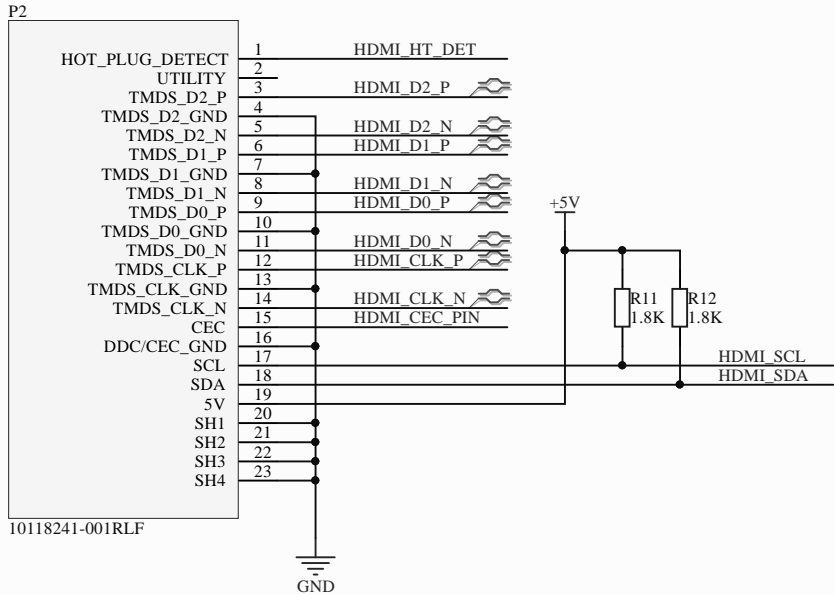 P2
HOT_PLUG_DETECT 1 HDMI_HT_DET
UTILITY 2
TMDS_D2_P 3 HDMI_D2_P
TMDS_D2_GND 4
TMDS_D2_N 5 HDMI_D2_N
TMDS_D1_P 6 HDMI_D1_P
TMDS_D1_GND 7
TMDS_D1_N 8 HDMI_D1_N
TMDS_D0_P 9 HDMI_D0_P
+5V
TMDS_D0_GND 10
TMDS_D0_N 11 HDMI_D0_N
TMDS_CLK_P 12 HDMI_CLK_P
TMDS_CLK_GND 13
TMDS_CLK_N 14 HDMI_CLK_N
R11 R12
1.8K 1.8K
CEC 15 HDMI_CEC_PIN
DDC/CEC_GND 16
SCL 17 HDMI_SCL
SDA 18 HDMI_SDA
5V 19
SH1 20
SH2 21
SH3 22
SH4 23
10118241-001RLF
GND